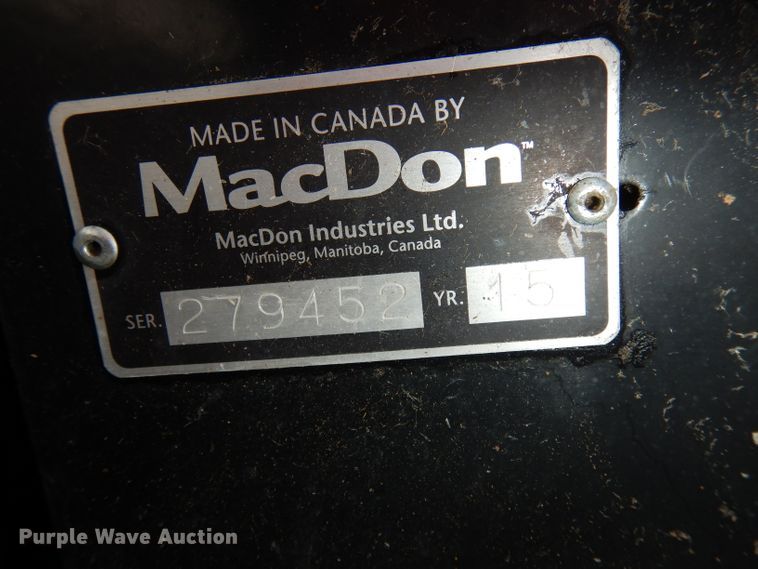 MADE IN CANADA BY
MacDon™
MacDon Industries Ltd.
Winnipeg, Manitoba, Canada
SER. 279452 YR. 15
Purple Wave Auction